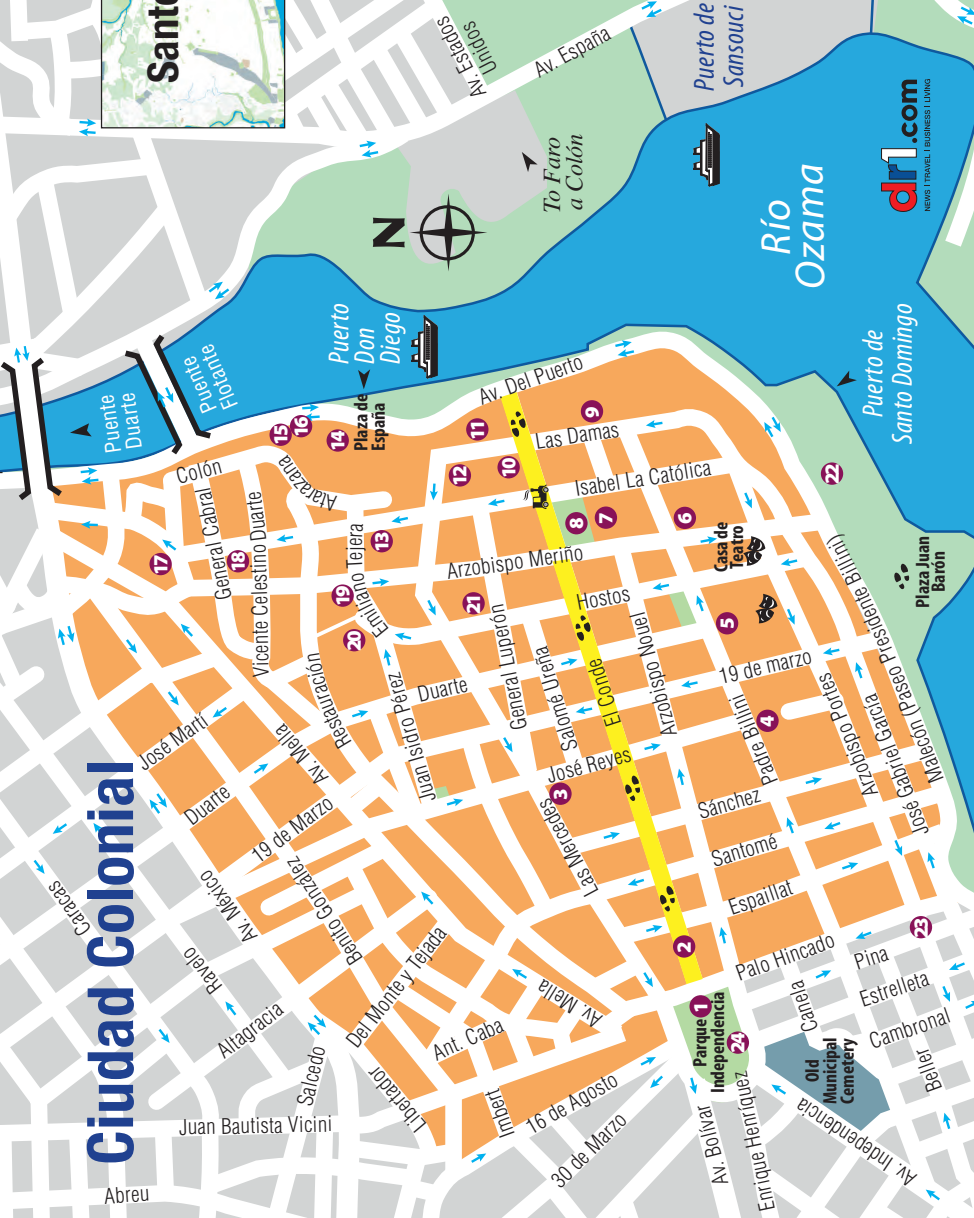 Ciudad Colonial
Santo
Av. Estados
Unidos
Av. España
Puerto de
Sansouci
To Faro
a Colón
N
Río
Ozama
dr1.com
NEWS | TRAVEL | BUSINESS | LIVING
Puerto
Don
Diego
Puerto de
Santo Domingo
Puente
Duarte
Puente
Flotante
Plaza de
España
Av. Del Puerto
Las Damas
Isabel La Católica
Arzobispo Meriño
Hostos
Colón
Atarazana
General Cabral
Vicente Celestino Duarte
Emiliano Tejera
Restauración
Juan Isidro Pérez
Duarte
General Luperón
Salomé Ureña
El Conde
Arzobispo Nouel
19 de marzo
José Reyes
Las Mercedes
Padre Billini
Arzobispo Portes
José Gabriel García
Malecón (Paseo Presidente Billini)
Casa de
Teatro
Plaza Juan
Barón
Sánchez
Santomé
Espaillat
Palo Hincado
Pina
Estrelleta
Canela
Cambronal
Beller
Old
Municipal
Cemetery
Parque
Independencia
Av. Independencia
Enrique Henríquez
Av. Bolívar
30 de Marzo
16 de Agosto
Imbert
Ant. Caba
Av. Mella
Libertador
Del Monte y Tejada
Benito González
19 de Marzo
Duarte
Av. Mella
José Martí
Av. México
Caracas
Ravelo
Altagracia
Salcedo
Juan Bautista Vicini
Abreu
1
2
3
4
5
6
7
8
9
10
11
12
13
14
15
16
17
18
19
20
21
22
23
24